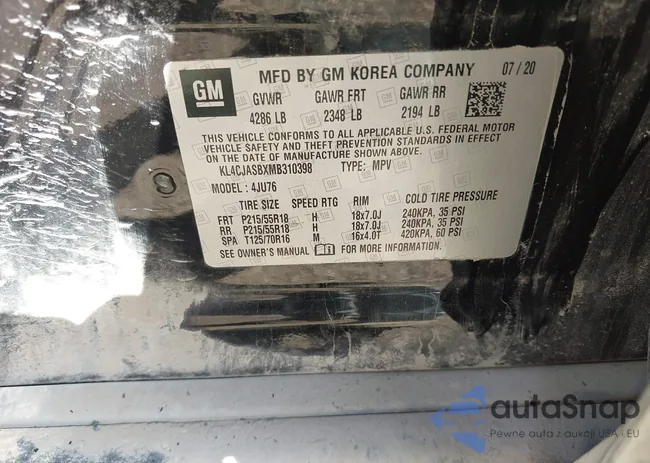 GM MFD BY GM KOREA COMPANY 07/20
GVWR GAWR FRT GAWR RR
4286 LB 2348 LB 2194 LB
THIS VEHICLE CONFORMS TO ALL APPLICABLE U.S. FEDERAL MOTOR
VEHICLE SAFETY AND THEFT PREVENTION STANDARDS IN EFFECT
ON THE DATE OF MANUFACTURE SHOWN ABOVE.
KL4CJASBXMB310398 TYPE: MPV
MODEL: 4JU76
TIRE SIZE SPEED RTG RIM COLD TIRE PRESSURE
FRT P215/55R18 H 18x7.0J 240KPA, 35 PSI
RR P215/55R18 H 18x7.0J 240KPA, 35 PSI
SPA T125/70R16 M 16x4.0T 420KPA, 60 PSI
SEE OWNER'S MANUAL FOR MORE INFORMATION.
autaSnap
Pewne auta z aukcji USA i EU